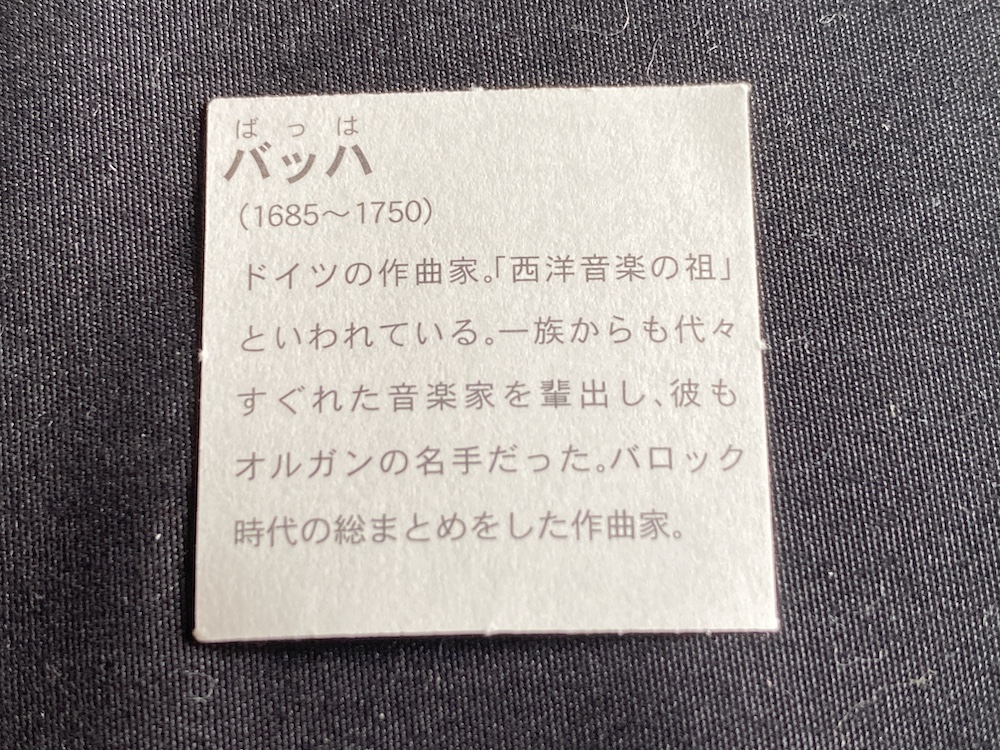 ばっは
バッハ
（1685〜1750）
ドイツの作曲家。「西洋音楽の祖」
といわれている。一族からも代々
すぐれた音楽家を輩出し、彼も
オルガンの名手だった。バロック
時代の総まとめをした作曲家。